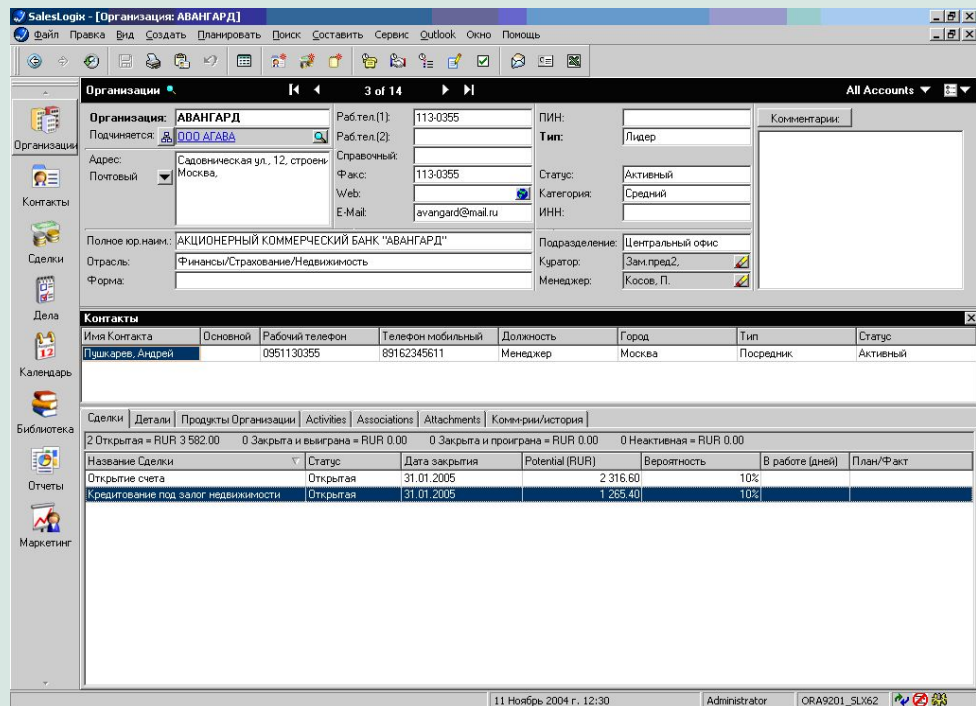 SalesLogix - [Организация: АВАНГАРД]
Файл Правка Вид Создать Планировать Поиск Составить Сервис Outlook Окно Помощь
Организации 3 of 14 All Accounts
Организация: АВАНГАРД
Подчиняется: ООО АГАВА
Адрес:
Почтовый
Садовническая ул., 12, строени
Москва,
Раб.тел.(1): 113-0355
Раб.тел.(2):
Справочный:
Факс: 113-0355
Web:
E-Mail: avangard@mail.ru
ПИН:
Тип: Лидер
Статус: Активный
Категория: Средний
ИНН:
Комментарии:
Полное юр.наим.: АКЦИОНЕРНЫЙ КОММЕРЧЕСКИЙ БАНК "АВАНГАРД"
Отрасль: Финансы/Страхование/Недвижимость
Форма:
Подразделение: Центральный офис
Куратор: Зам.пред2,
Менеджер: Косов, П.
Организации
Контакты
Сделки
Дела
12
Календарь
Библиотека
Отчеты
Маркетинг
Контакты
Имя Контакта Основной Рабочий телефон Телефон мобильный Должность Город Тип Статус
Пушкарев, Андрей 0951130355 89162345611 Менеджер Москва Посредник Активный
Сделки Детали Продукты Организации Activities Associations Attachments Комм-рии/история
2 Открытая = RUR 3 582.00 0 Закрыта и выиграна = RUR 0.00 0 Закрыта и проиграна = RUR 0.00 0 Неактивная = RUR 0.00
Название Сделки Статус Дата закрытия Potential (RUR) Вероятность В работе (дней) План/Факт
Открытие счета Открытая 31.01.2005 2 316.60 10%
Кредитование под залог недвижимости Открытая 31.01.2005 1 265.40 10%
11 Ноябрь 2004 г. 12:30 Administrator ORA9201_SLX62